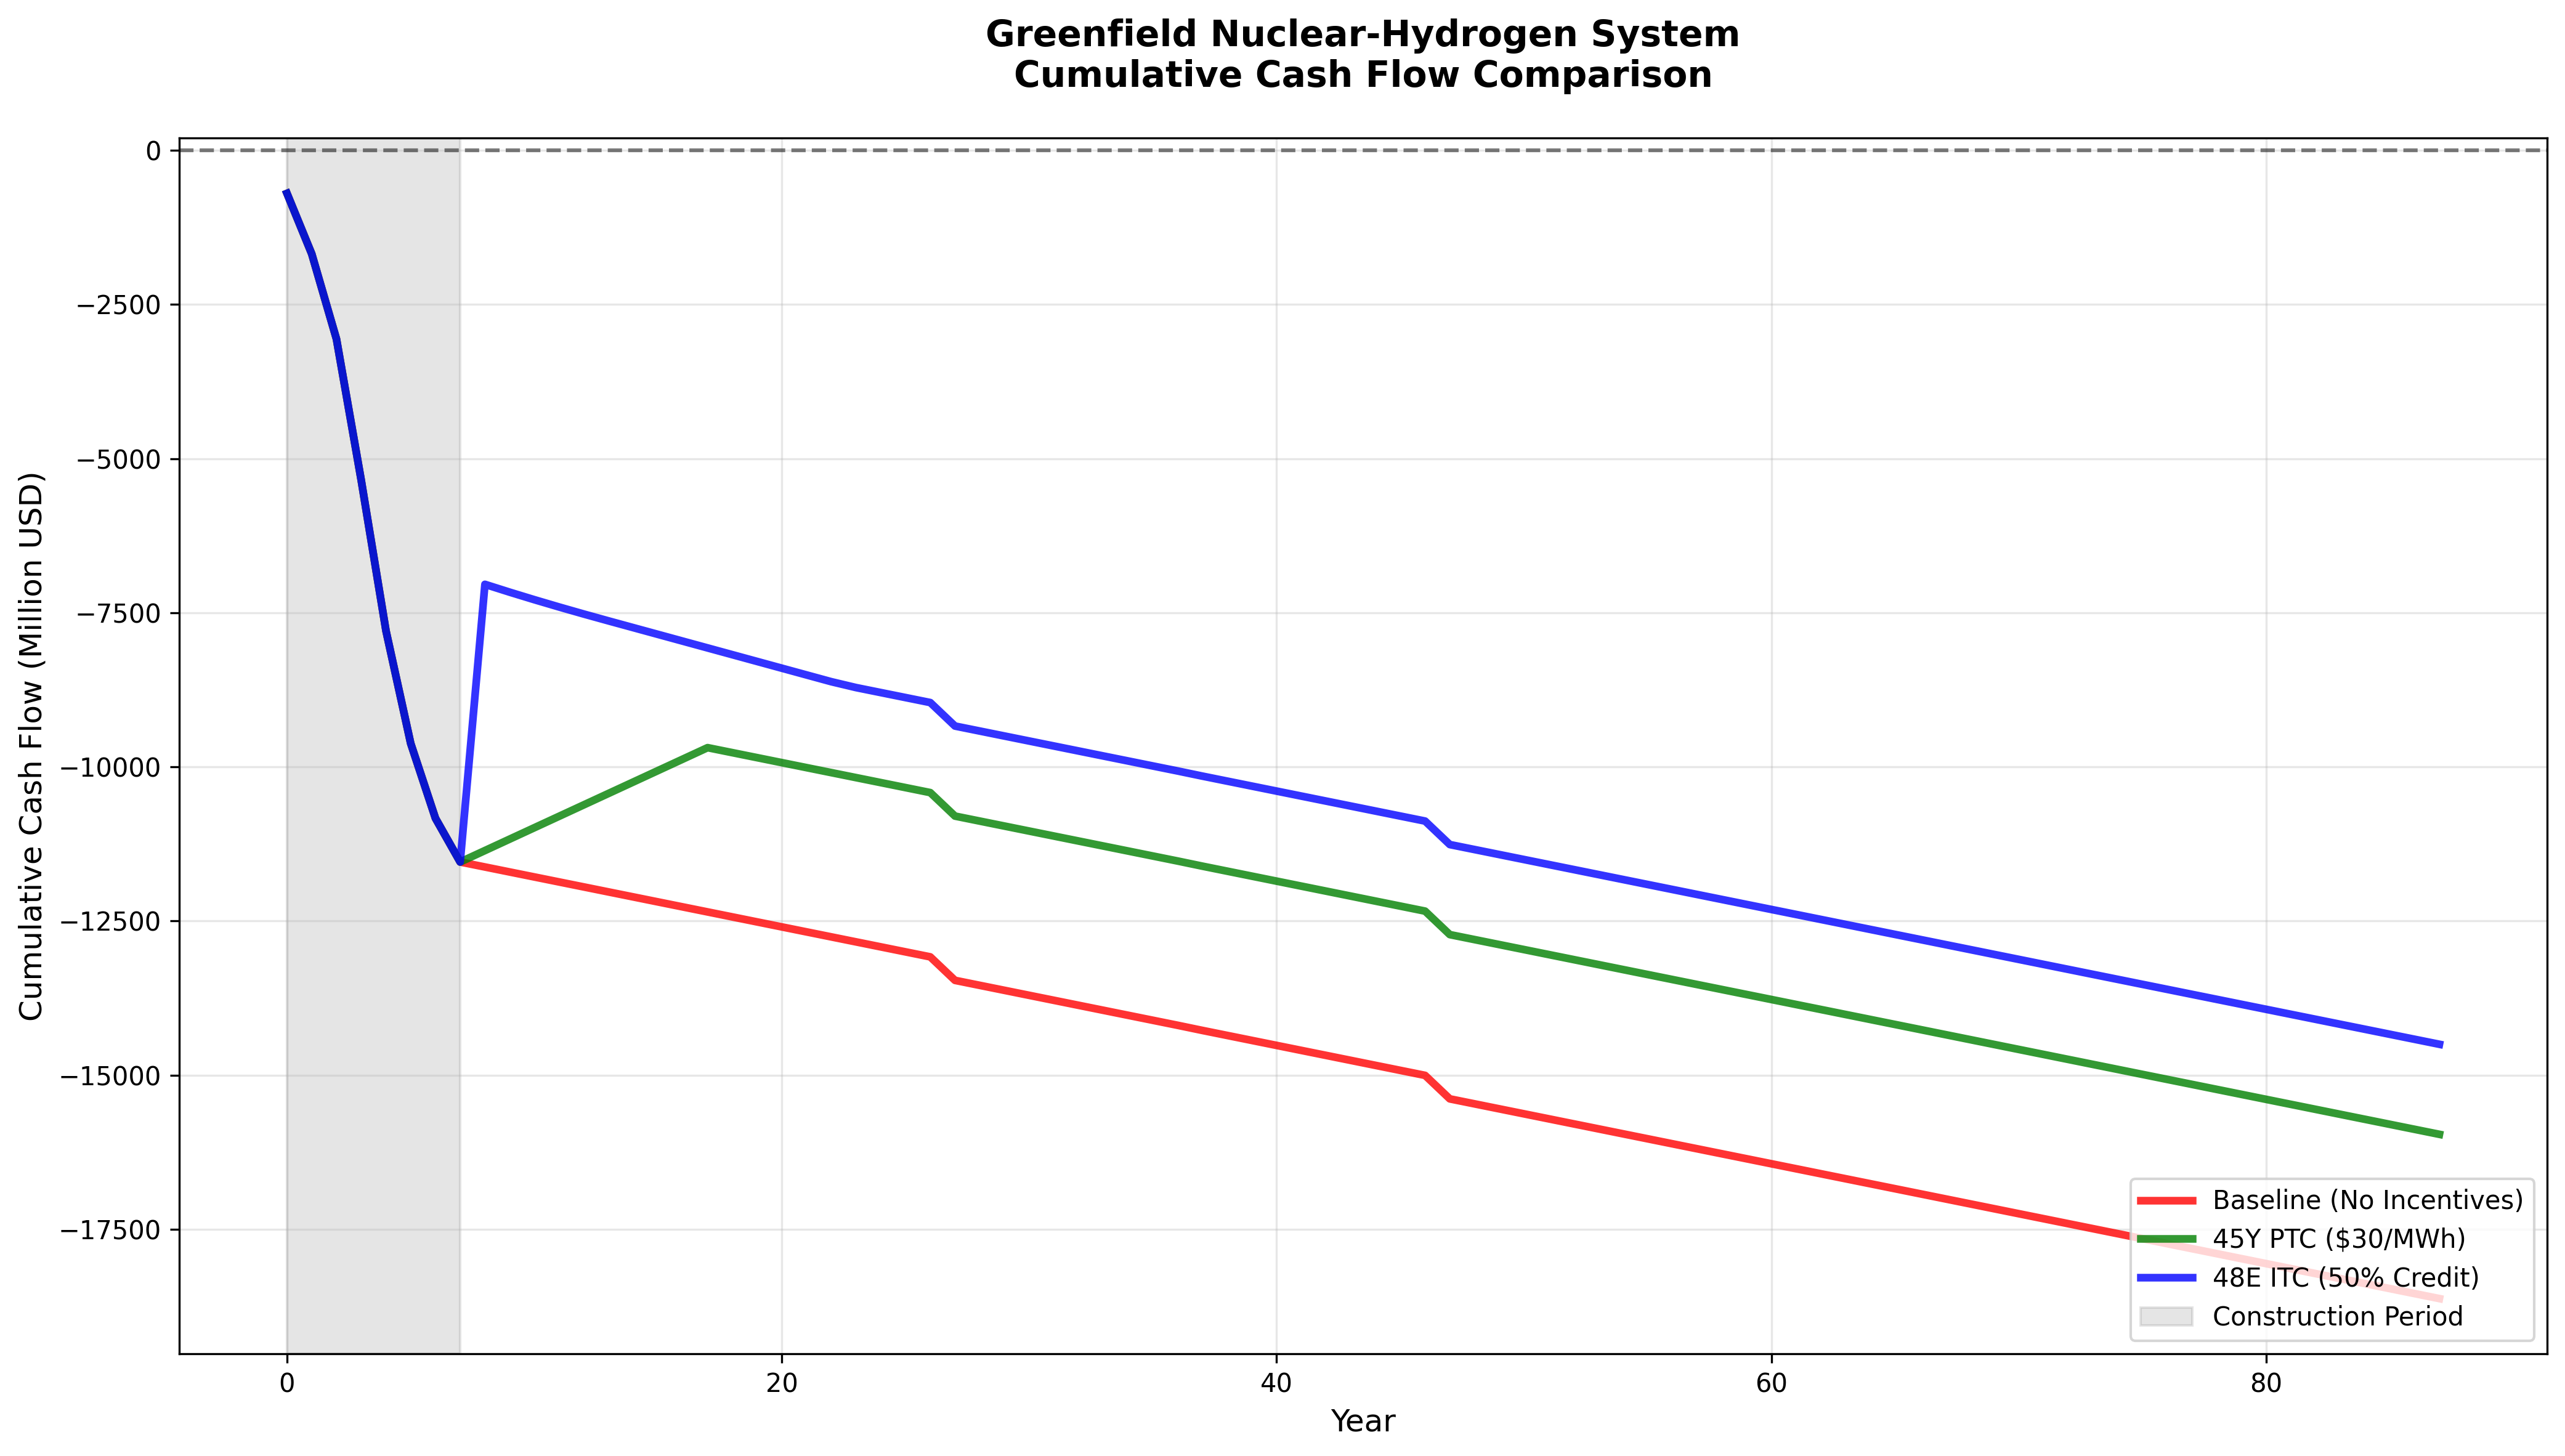 Greenfield Nuclear-Hydrogen System
Cumulative Cash Flow Comparison
Cumulative Cash Flow (Million USD)
0
−2500
−5000
−7500
−10000
−12500
−15000
−17500
0
20
40
60
80
Year
Baseline (No Incentives)
45Y PTC ($30/MWh)
48E ITC (50% Credit)
Construction Period